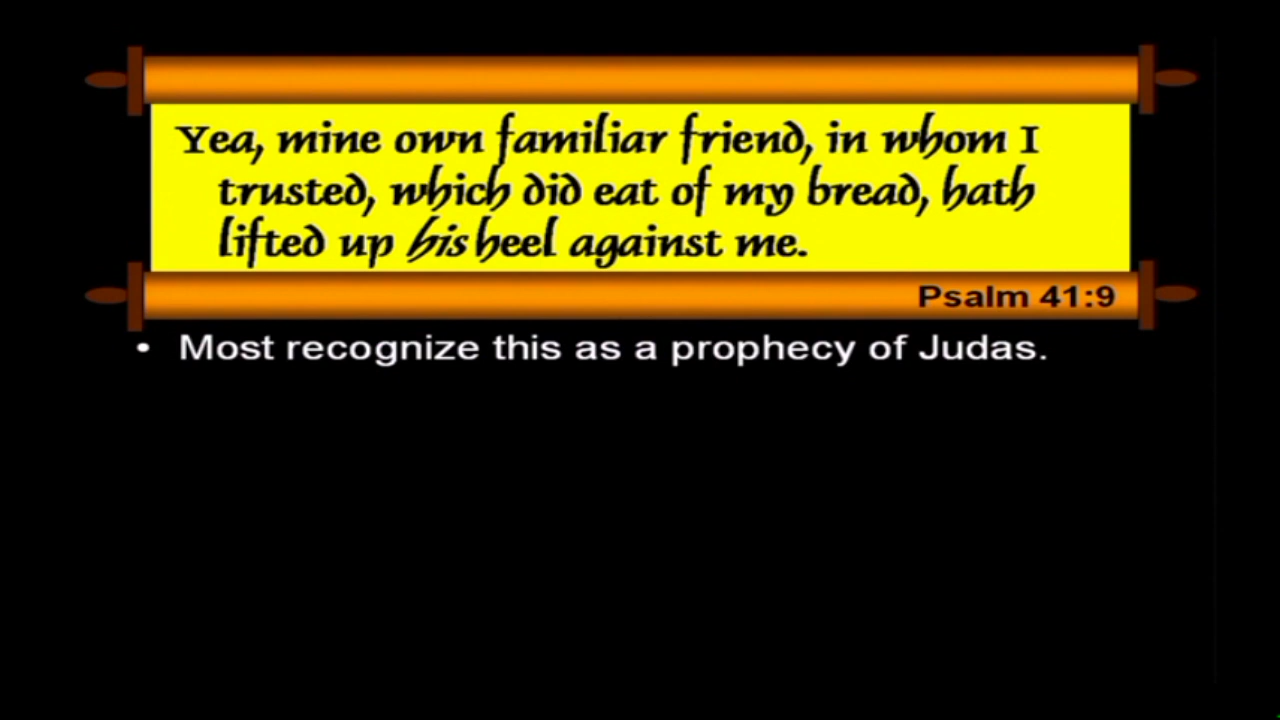 Yea, mine own familiar friend, in whom I
trusted, which did eat of my bread, hath
lifted up his heel against me.
Psalm 41:9
• Most recognize this as a prophecy of Judas.